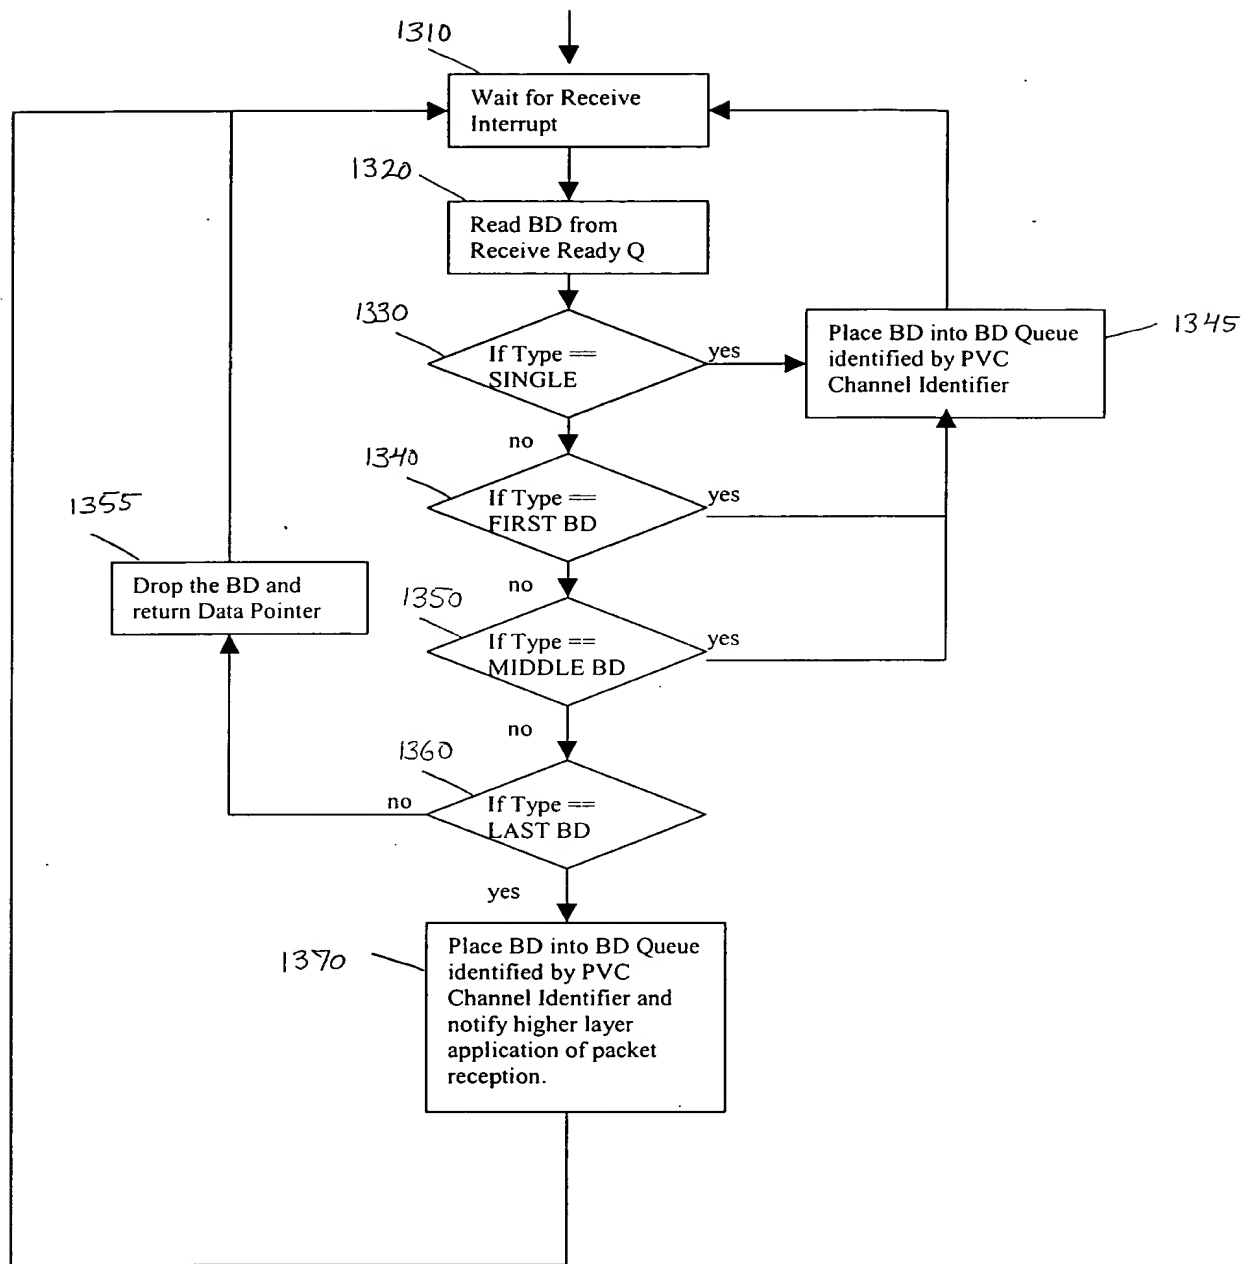 1310
Wait for Receive
Interrupt
1320
Read BD from
Receive Ready Q
1330
If Type ==
SINGLE
yes
Place BD into BD Queue
identified by PVC
Channel Identifier
1345
no
1340
If Type ==
FIRST BD
yes
1355
Drop the BD and
return Data Pointer
no
1350
If Type ==
MIDDLE BD
yes
no
1360
If Type ==
LAST BD
no
yes
1370
Place BD into BD Queue
identified by PVC
Channel Identifier and
notify higher layer
application of packet
reception.